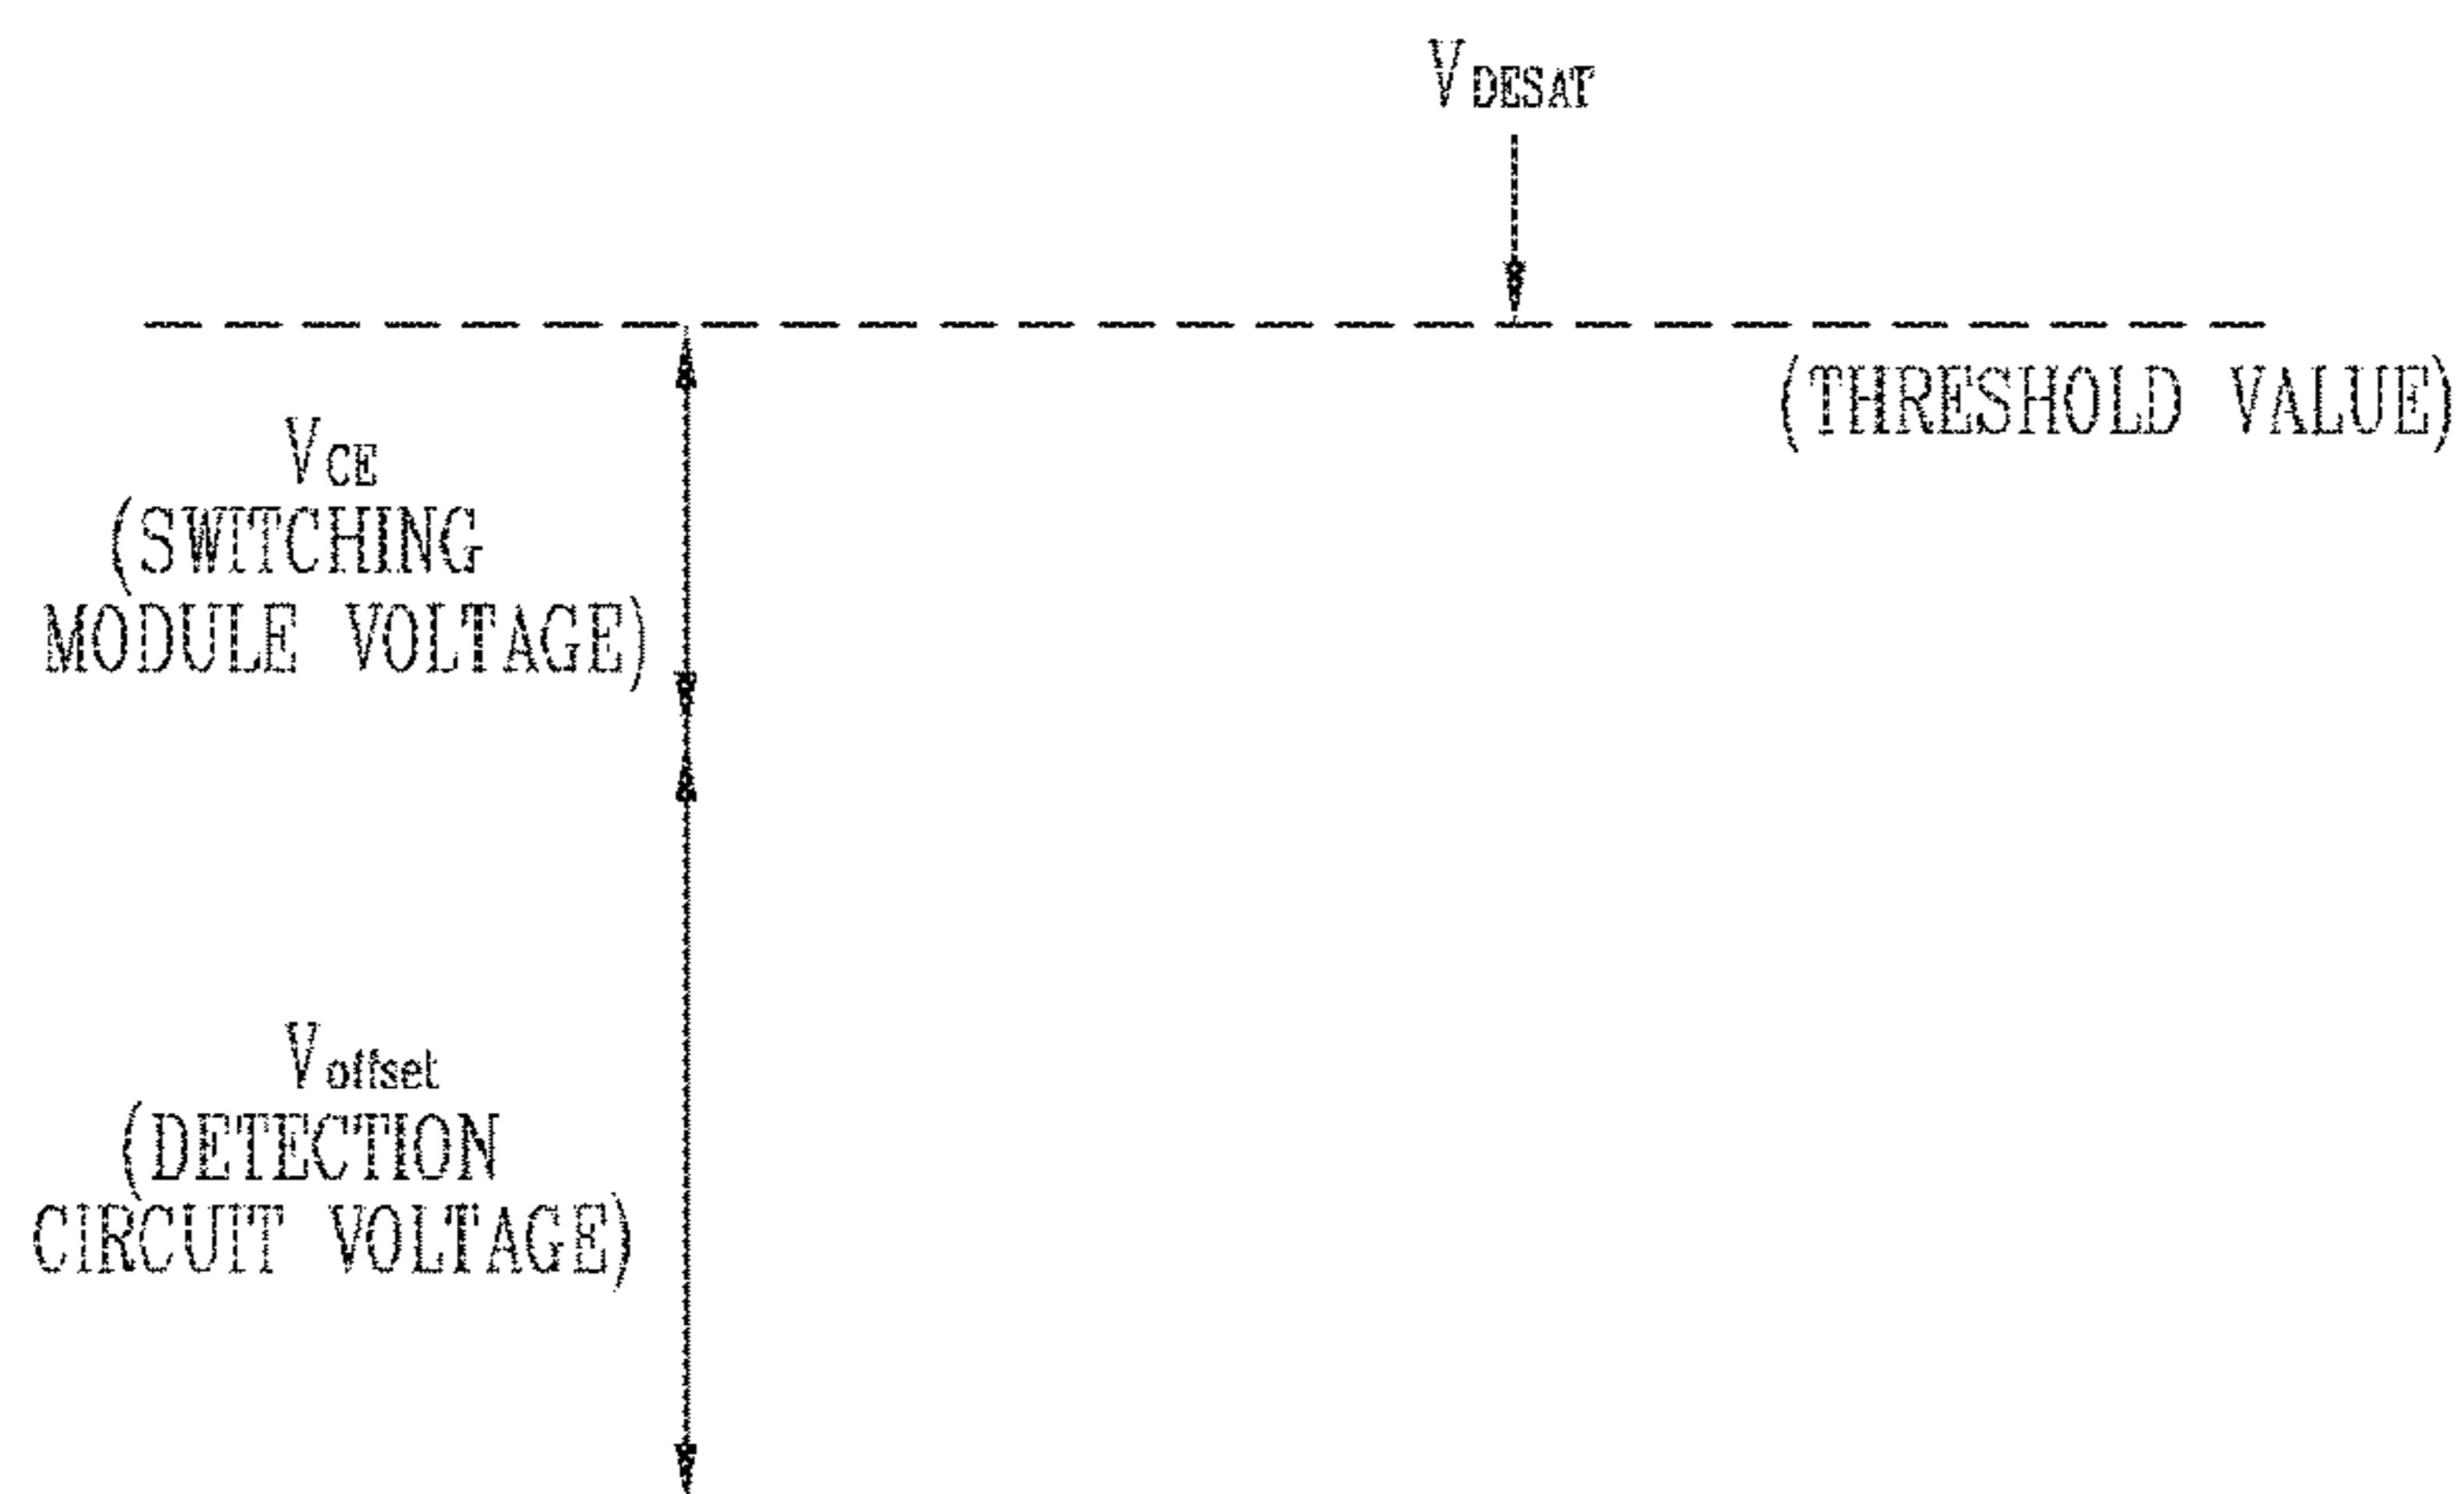 VDESAT
(THRESHOLD VALUE)
VCE
(SWITCHING
MODULE VOLTAGE)
Voffset
(DETECTION
CIRCUIT VOLTAGE)